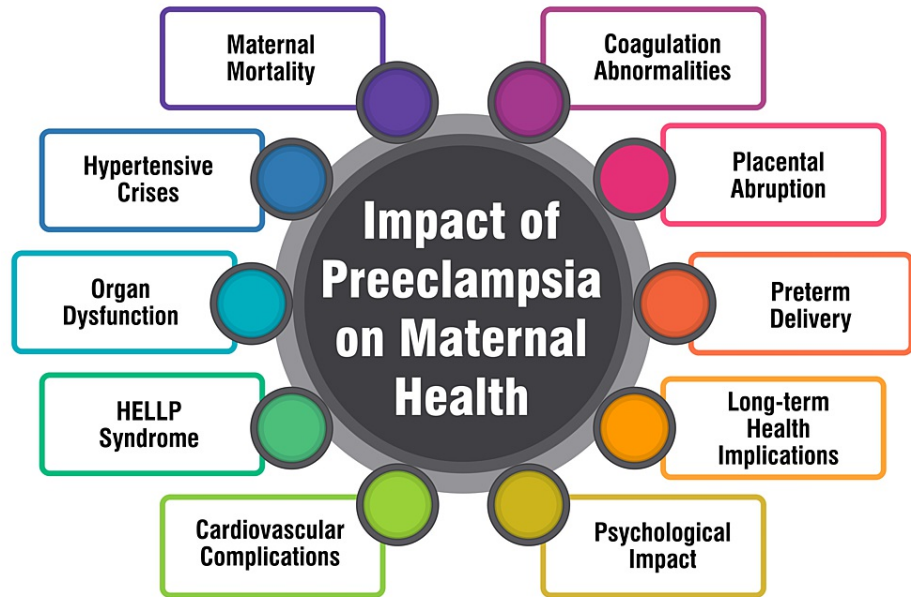 Impact of
Preeclampsia
on Maternal
Health
Maternal
Mortality
Hypertensive
Crises
Organ
Dysfunction
HELLP
Syndrome
Cardiovascular
Complications
Coagulation
Abnormalities
Placental
Abruption
Preterm
Delivery
Long-term
Health
Implications
Psychological
Impact